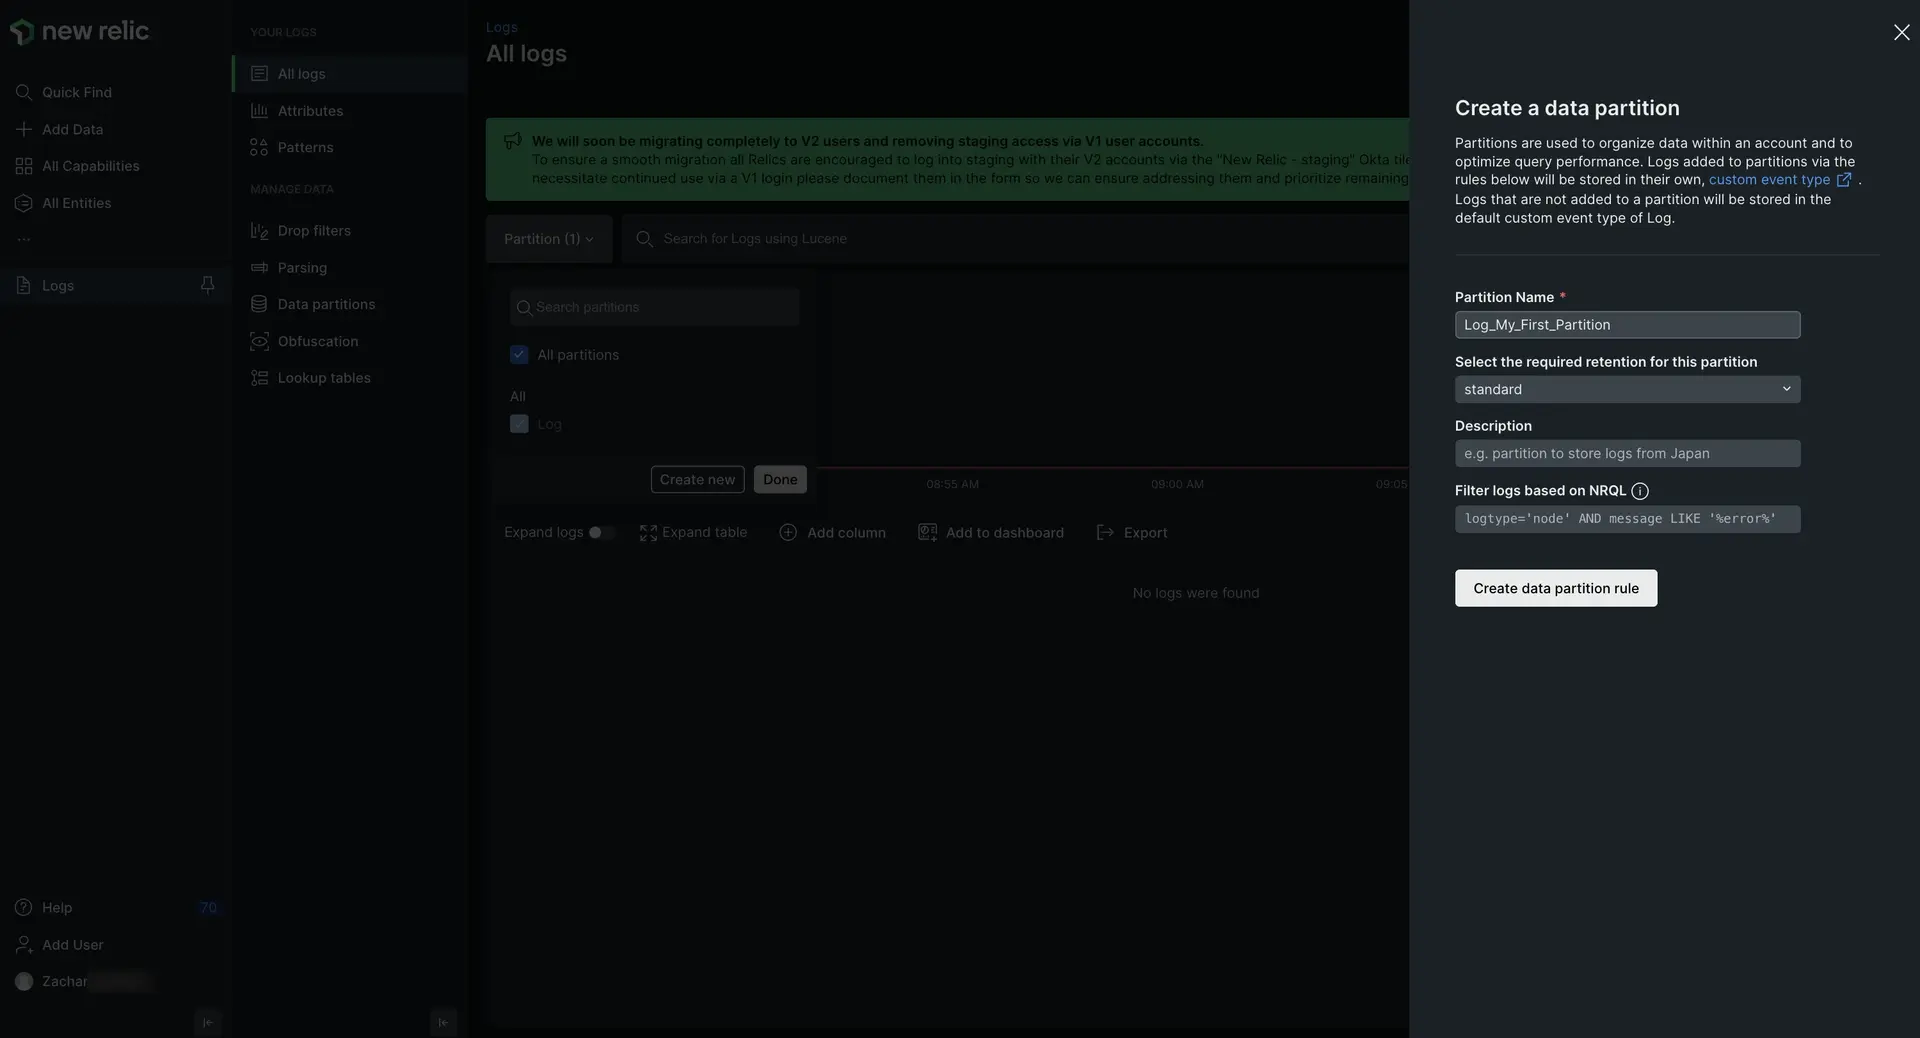 new relic
Quick Find
Add Data
All Capabilities
All Entities
...
Logs
Help
70
Add User
Zachar
YOUR LOGS
All logs
Attributes
Patterns
MANAGE DATA
Drop filters
Parsing
Data partitions
Obfuscation
Lookup tables
Logs
All logs
We will soon be migrating completely to V2 users and removing staging access via V1 user accounts.
To ensure a smooth migration all Relics are encouraged to log into staging with their V2 accounts via the "New Relic - staging" Okta tile
necessitate continued use via a V1 login please document them in the form so we can ensure addressing them and prioritize remaining
Partition (1)
Search for Logs using Lucene
Search partitions
All partitions
All
Log
Create new
Done
08:55 AM
09:00 AM
09:05
Expand logs
Expand table
Add column
Add to dashboard
Export
No logs were found
Create a data partition
Partitions are used to organize data within an account and to
optimize query performance. Logs added to partitions via the
rules below will be stored in their own, custom event type .
Logs that are not added to a partition will be stored in the
default custom event type of Log.
Partition Name *
Log_My_First_Partition
Select the required retention for this partition
standard
Description
e.g. partition to store logs from Japan
Filter logs based on NRQL
logtype='node' AND message LIKE '%error%'
Create data partition rule